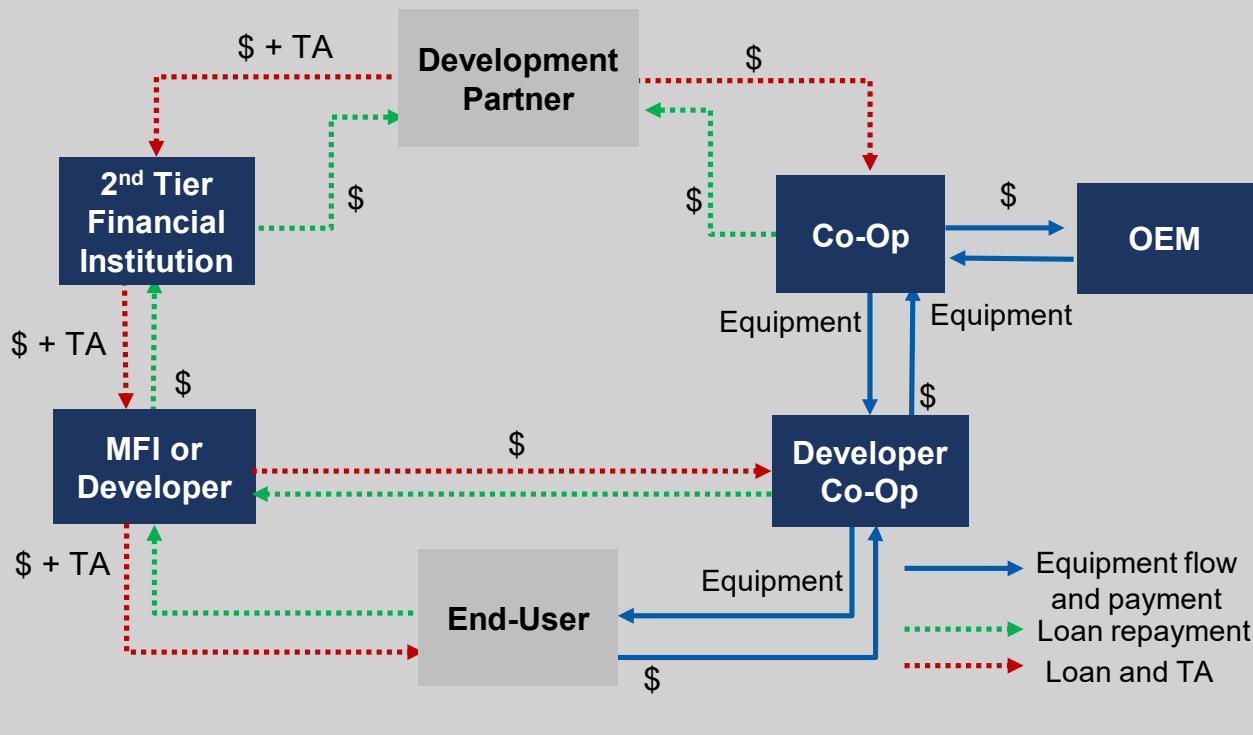 $ + TA
Development
Partner
$
2nd Tier
Financial
Institution
$
$
Co-Op
$
OEM
$ + TA
$
Equipment
Equipment
$
MFI or
Developer
$
Developer
Co-Op
$ + TA
End-User
Equipment
$
Equipment flow
and payment
Loan repayment
Loan and TA